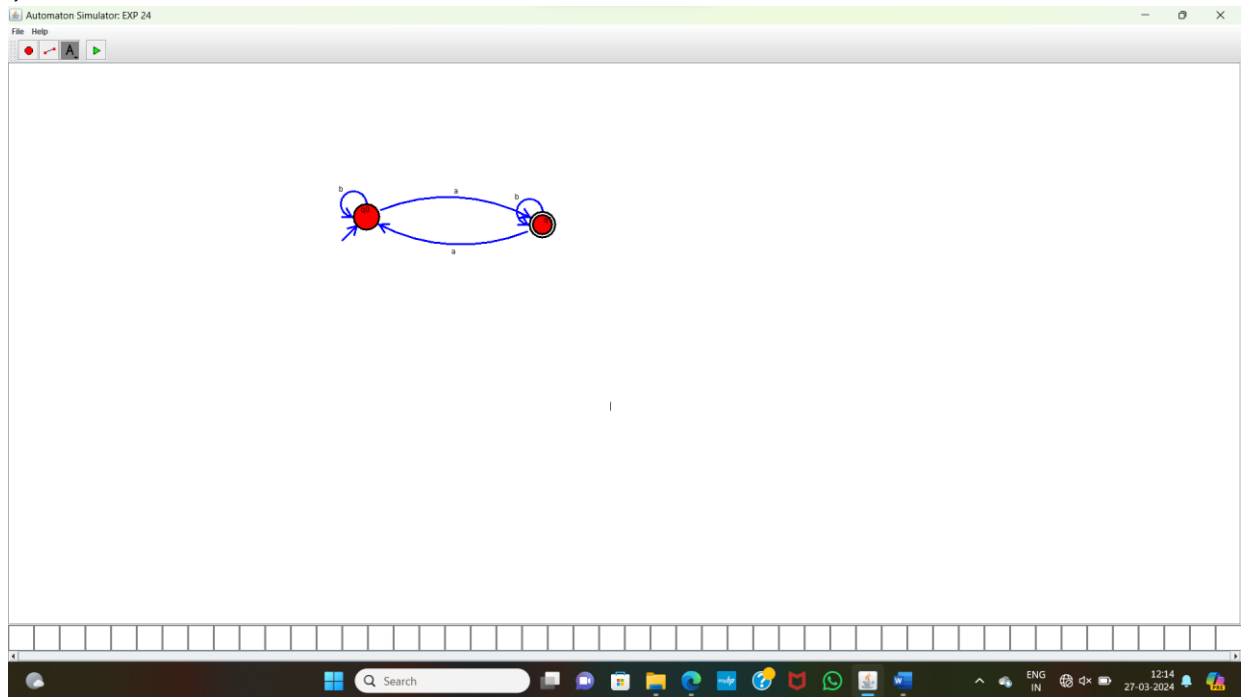 Automaton Simulator: EXP 24
File Help
A
b
a
b
a
Search
ENG
IN
12:14
27-03-2024